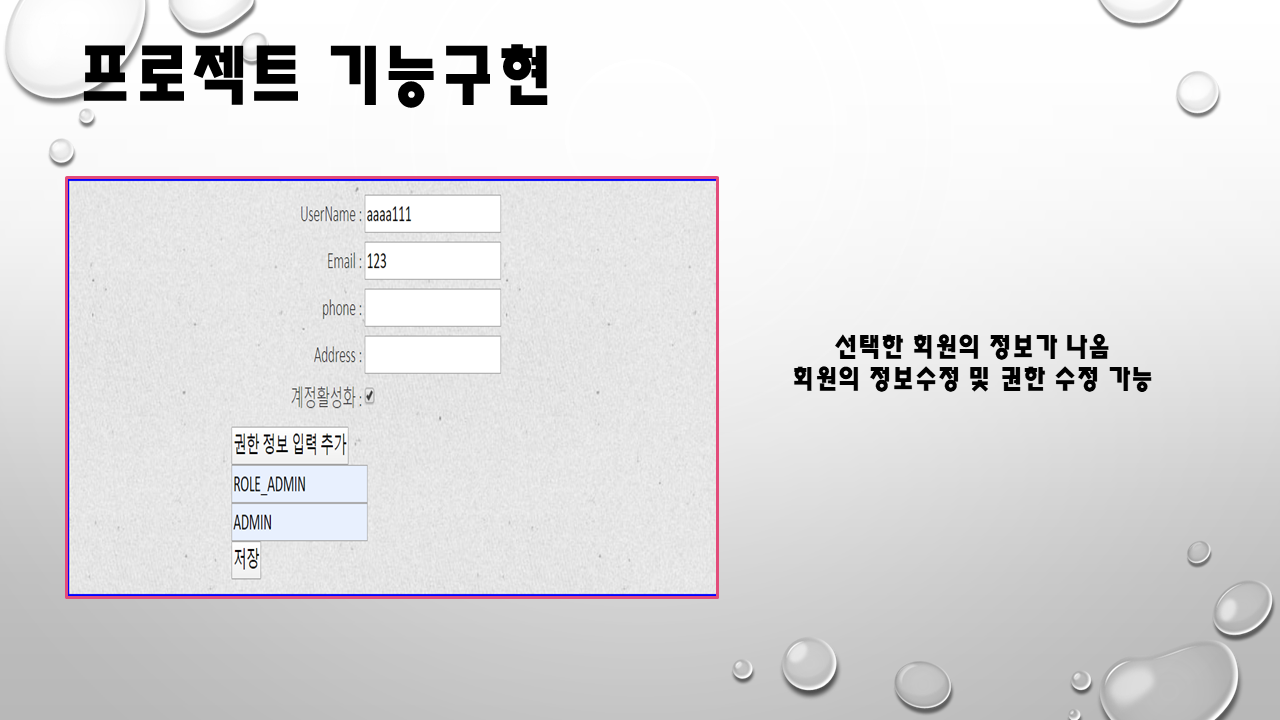 프로젝트 기능구현
UserName : aaaa111
Email : 123
phone :
Address :
계정활성화 :
권한 정보 입력 추가
ROLE_ADMIN
ADMIN
저장
선택한 회원의 정보가 나옴
회원의 정보수정 및 권한 수정 가능